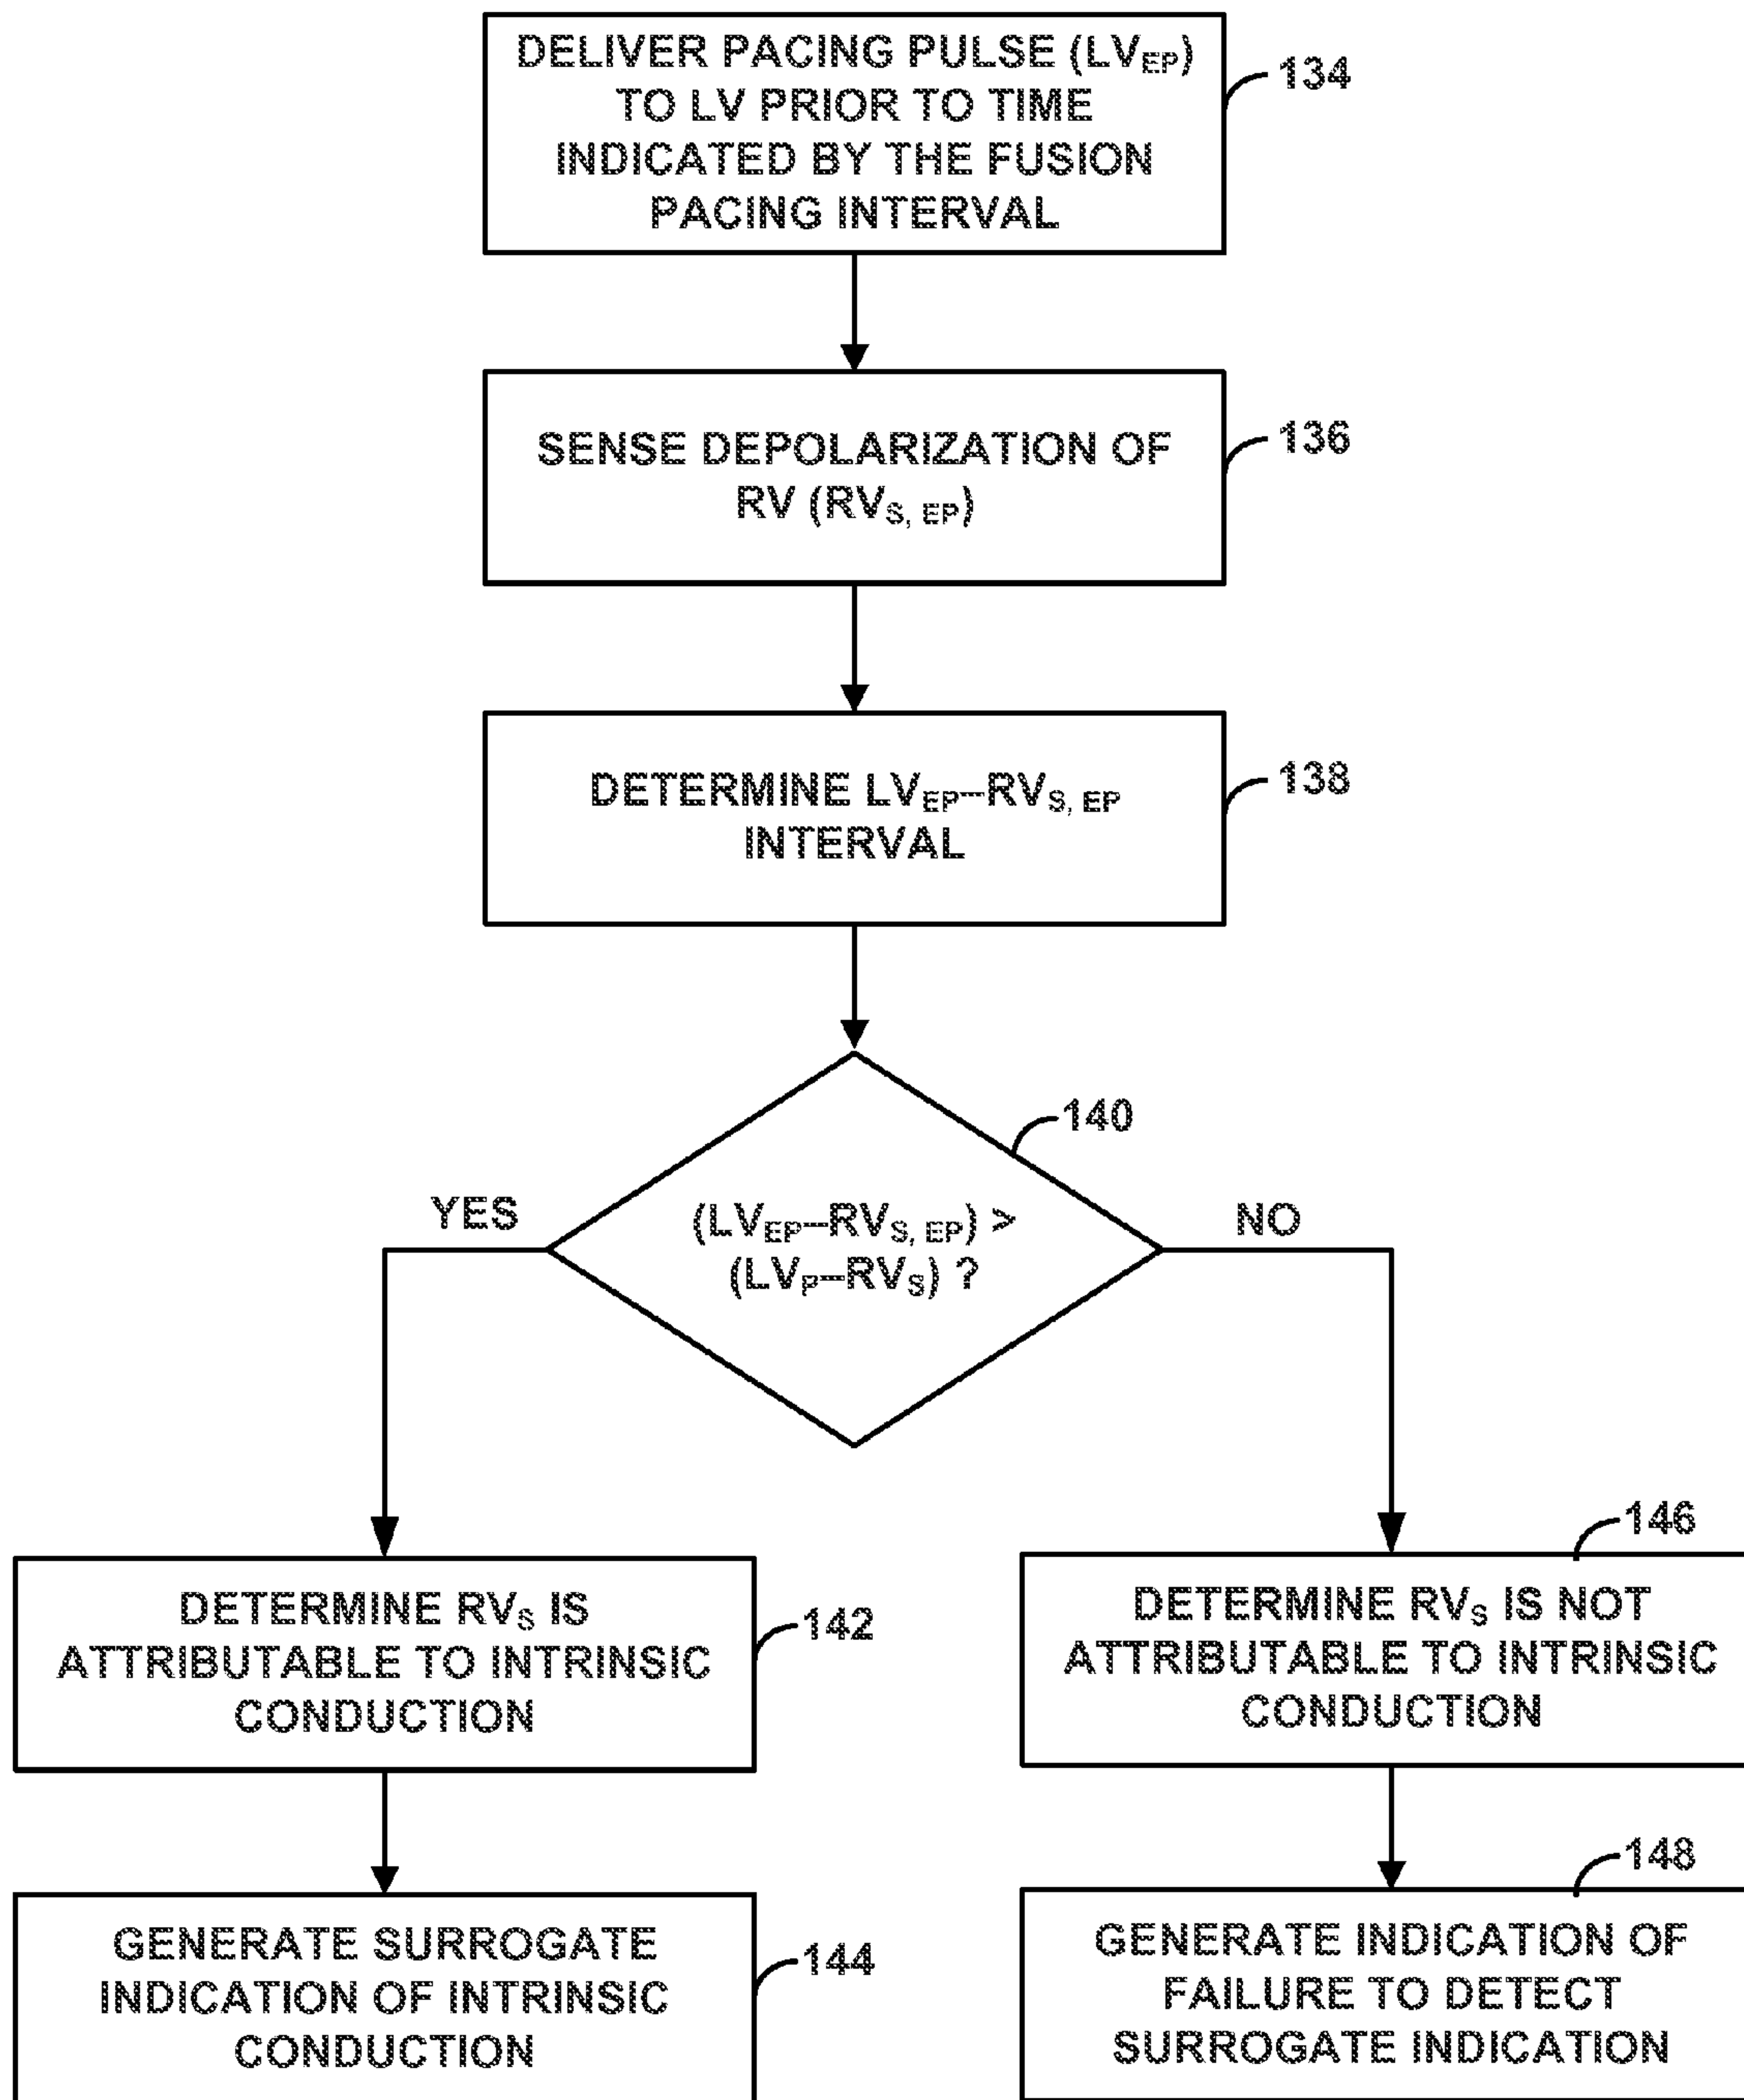 DELIVER PACING PULSE (LVEP)
TO LV PRIOR TO TIME
INDICATED BY THE FUSION
PACING INTERVAL
134
SENSE DEPOLARIZATION OF
RV (RVS, EP)
136
DETERMINE LVEP–RVS, EP
INTERVAL
138
140
YES
(LVEP–RVS, EP) >
(LVP–RVS) ?
NO
DETERMINE RVS IS
ATTRIBUTABLE TO INTRINSIC
CONDUCTION
142
146
DETERMINE RVS IS NOT
ATTRIBUTABLE TO INTRINSIC
CONDUCTION
GENERATE SURROGATE
INDICATION OF INTRINSIC
CONDUCTION
144
148
GENERATE INDICATION OF
FAILURE TO DETECT
SURROGATE INDICATION